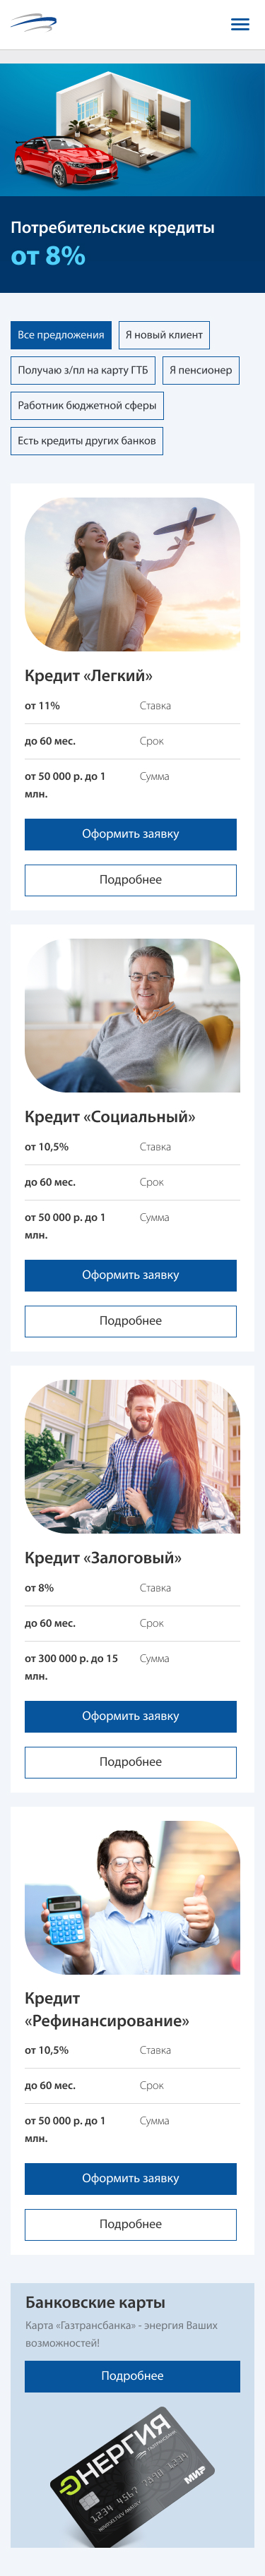 Потребительские кредиты
от 8%
Все предложения
Я новый клиент
Получаю з/пл на карту ГТБ
Я пенсионер
Работник бюджетной сферы
Есть кредиты других банков
Кредит «Легкий»
от 11% Ставка
до 60 мес. Срок
от 50 000 р. до 1 Сумма
млн.
Оформить заявку
Подробнее
Кредит «Социальный»
от 10,5% Ставка
до 60 мес. Срок
от 50 000 р. до 1 Сумма
млн.
Оформить заявку
Подробнее
Кредит «Залоговый»
от 8% Ставка
до 60 мес. Срок
от 300 000 р. до 15 Сумма
млн.
Оформить заявку
Подробнее
Кредит
«Рефинансирование»
от 10,5% Ставка
до 60 мес. Срок
от 50 000 р. до 1 Сумма
млн.
Оформить заявку
Подробнее
Банковские карты
Карта «Газтрансбанка» - энергия Ваших
возможностей!
Подробнее
ЭНЕРГИЯ
МИР